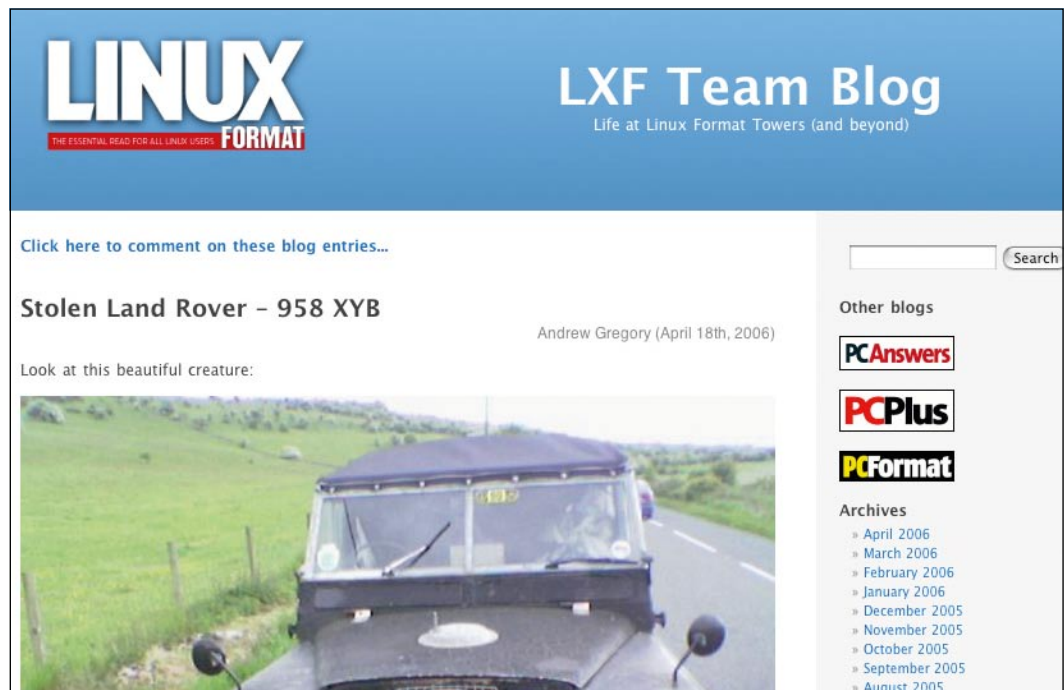 LINUX
THE ESSENTIAL READ FOR ALL LINUX USERS FORMAT
LXF Team Blog
Life at Linux Format Towers (and beyond)
Click here to comment on these blog entries...
Stolen Land Rover – 958 XYB
Andrew Gregory (April 18th, 2006)
Look at this beautiful creature:
Search
Other blogs
PCAnswers
PCPlus
PCFormat
Archives
» April 2006
» March 2006
» February 2006
» January 2006
» December 2005
» November 2005
» October 2005
» September 2005
» August 2005